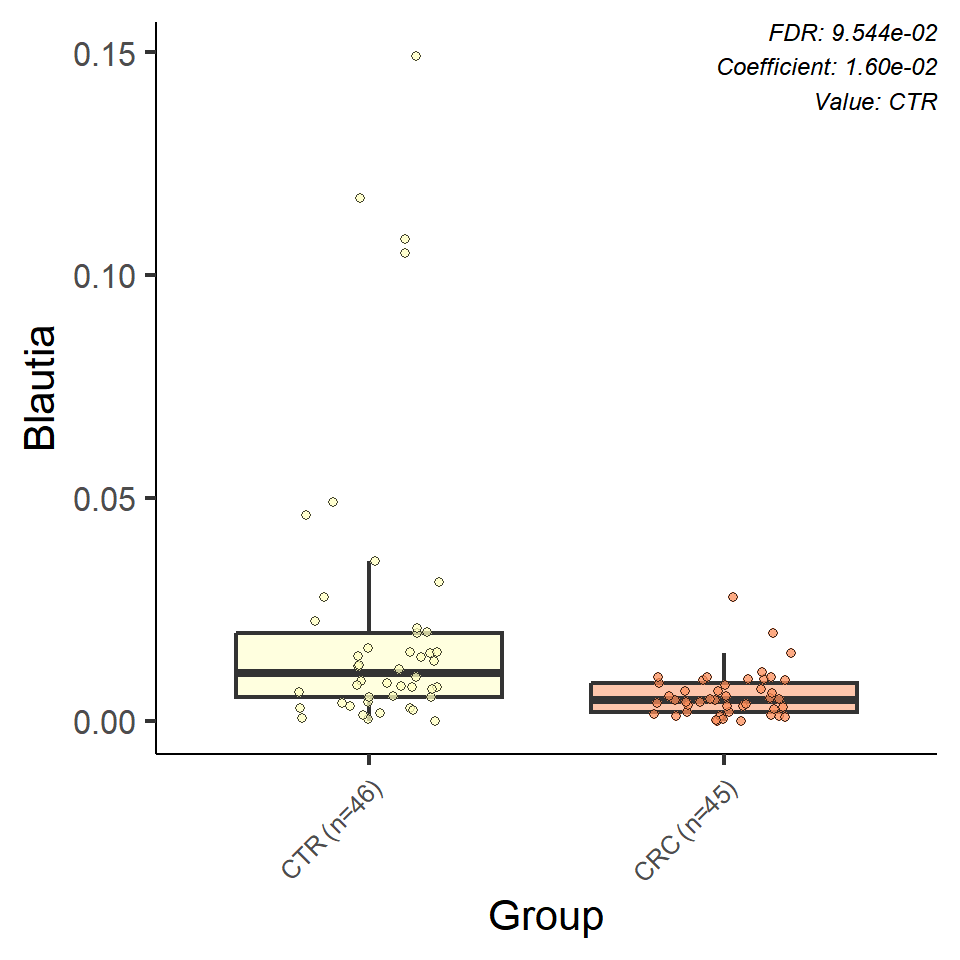 FDR: 9.544e-02
Coefficient: 1.60e-02
Value: CTR
0.15
0.10
0.05
0.00
Blautia
CTR (n=46)
CRC (n=45)
Group